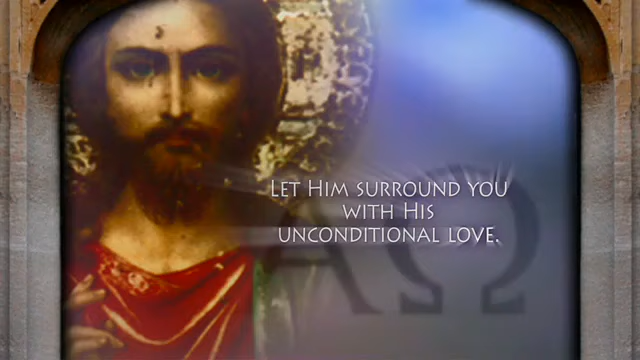 Let Him surround you
with His
unconditional love.
ΑΩ